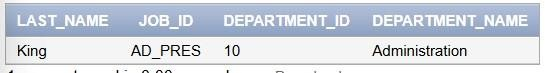 LAST_NAME JOB_ID DEPARTMENT_ID DEPARTMENT_NAME
King AD_PRES 10 Administration